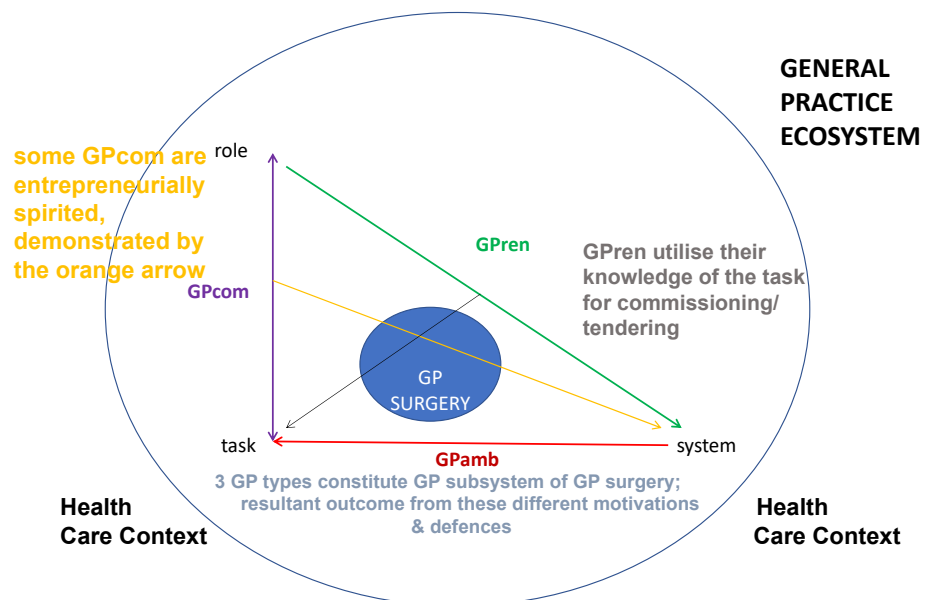 GENERAL
PRACTICE
ECOSYSTEM
role
some GPcom are
entrepreneurially
spirited,
demonstrated by
the orange arrow
GPren
GPren utilise their
knowledge of the task
for commissioning/
tendering
GPcom
GP
SURGERY
task
system
GPamb
3 GP types constitute GP subsystem of GP surgery;
resultant outcome from these different motivations
& defences
Health
Care Context
Health
Care Context